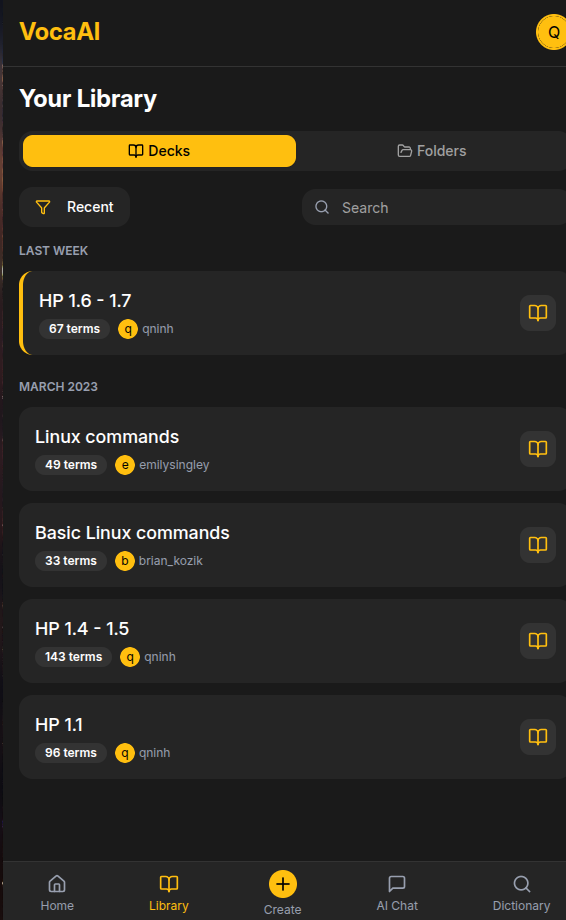 VocaAI
Q
Your Library
Decks
Folders
Recent
Search
LAST WEEK
HP 1.6 - 1.7
67 terms q qninh
MARCH 2023
Linux commands
49 terms e emilysingley
Basic Linux commands
33 terms b brian_kozik
HP 1.4 - 1.5
143 terms q qninh
HP 1.1
96 terms q qninh
Home Library Create AI Chat Dictionary